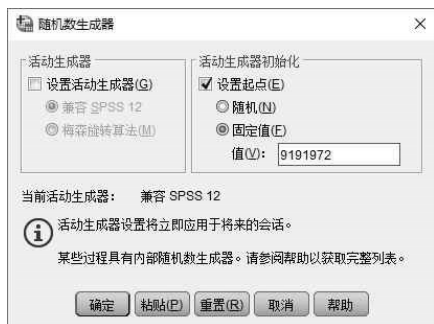 随机数生成器
活动生成器
设置活动生成器(G)
兼容 SPSS 12
梅森旋转算法(M)
活动生成器初始化
设置起点(E)
随机(N)
固定值(F)
值(V): 9191972
当前活动生成器: 兼容 SPSS 12
活动生成器设置将立即应用于将来的会话。
某些过程具有内部随机数生成器。请参阅帮助以获取完整列表。
确定 粘贴(P) 重置(R) 取消 帮助